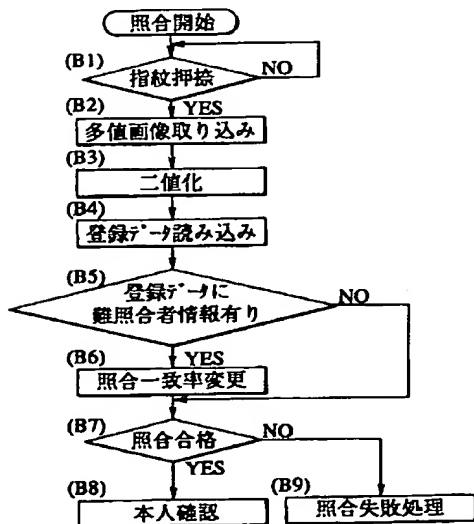 照合開始
(B1)
指紋押捺
NO
YES
(B2)
多値画像取り込み
(B3)
二値化
(B4)
登録データ読み込み
(B5)
登録データに
難照合者情報有り
NO
YES
(B6)
照合一致率変更
(B7)
照合合格
NO
YES
(B8)
本人確認
(B9)
照合失敗処理